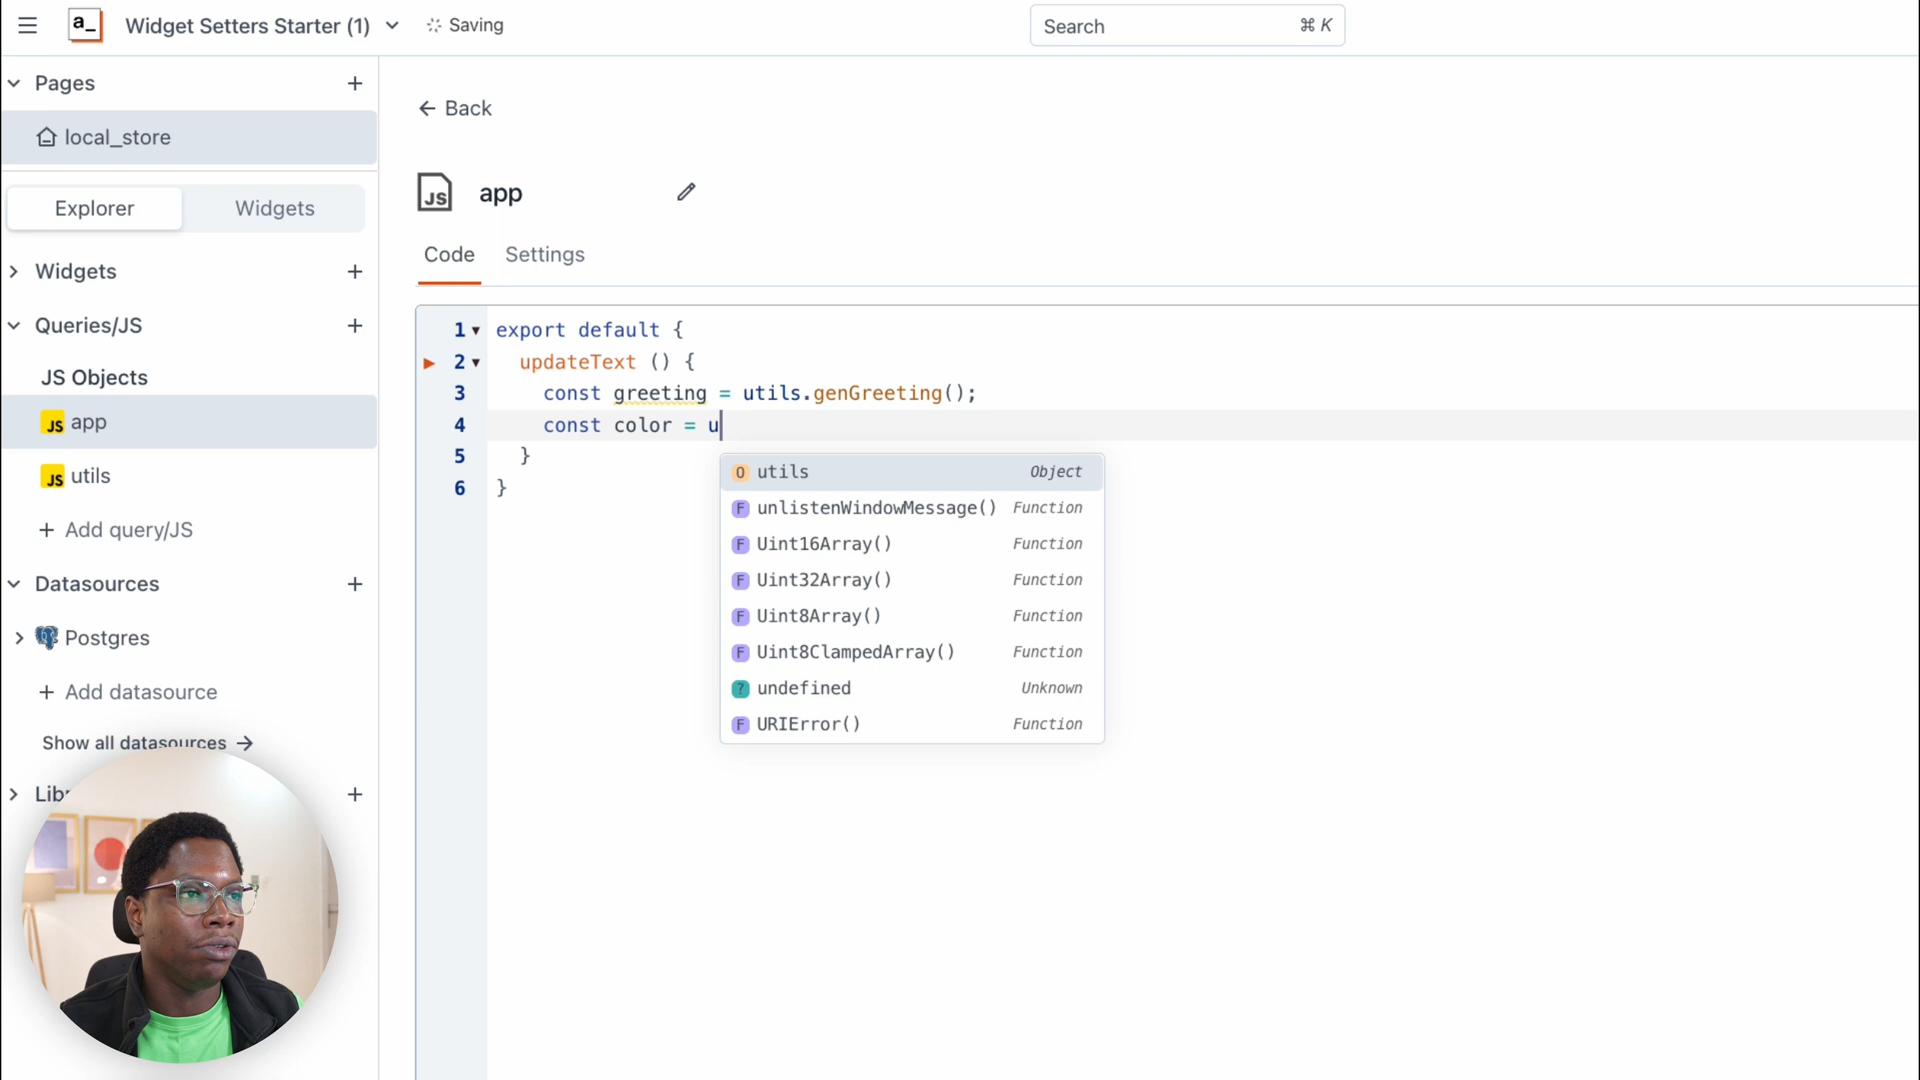 a_ Widget Setters Starter (1) Saving Search ⌘ K
Pages +
local_store
Explorer Widgets
Widgets +
Queries/JS +
JS Objects
JS app
JS utils
+ Add query/JS
Datasources +
Postgres
+ Add datasource
Show all datasources →
Libr +
← Back
JS app
Code Settings
1 export default {
2 updateText () {
3 const greeting = utils.genGreeting();
4 const color = u
5 }
6 }
O utils Object
F unlistenWindowMessage() Function
F Uint16Array() Function
F Uint32Array() Function
F Uint8Array() Function
F Uint8ClampedArray() Function
? undefined Unknown
F URIError() Function